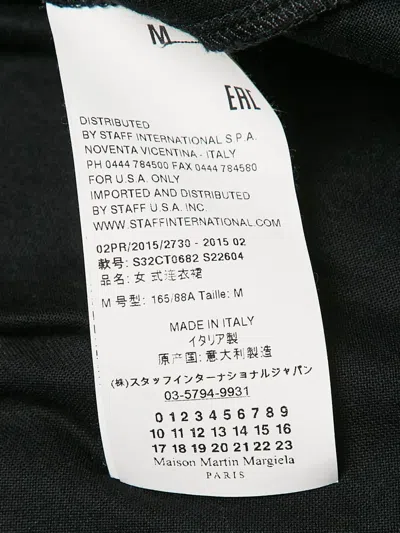 M
EAC
DISTRIBUTED
BY STAFF INTERNATIONAL S.P.A.
NOVENTA VICENTINA - ITALY
PH 0444 784500 FAX 0444 784580
FOR U.S.A. ONLY
IMPORTED AND DISTRIBUTED
BY STAFF U.S.A. INC.
WWW.STAFFINTERNATIONAL.COM
02PR/2015/2730 - 2015 02
款号: S32CT0682 S22604
品名: 女 式连衣裙
M 号型: 165/88A Taille: M
MADE IN ITALY
イタリア製
原产国: 意大利製造
(株)スタッフインターナショナルジャパン
03-5794-9931
0 1 2 3 4 5 6 7 8 9
10 11 12 13 14 15 16
17 18 19 20 21 22 23
Maison Martin Margiela
PARIS